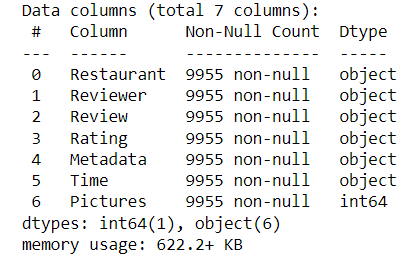 Data columns (total 7 columns):
 #   Column      Non-Null Count  Dtype
---  ------      --------------  -----
 0   Restaurant  9955 non-null   object
 1   Reviewer    9955 non-null   object
 2   Review      9955 non-null   object
 3   Rating      9955 non-null   object
 4   Metadata    9955 non-null   object
 5   Time        9955 non-null   object
 6   Pictures    9955 non-null   int64
dtypes: int64(1), object(6)
memory usage: 622.2+ KB